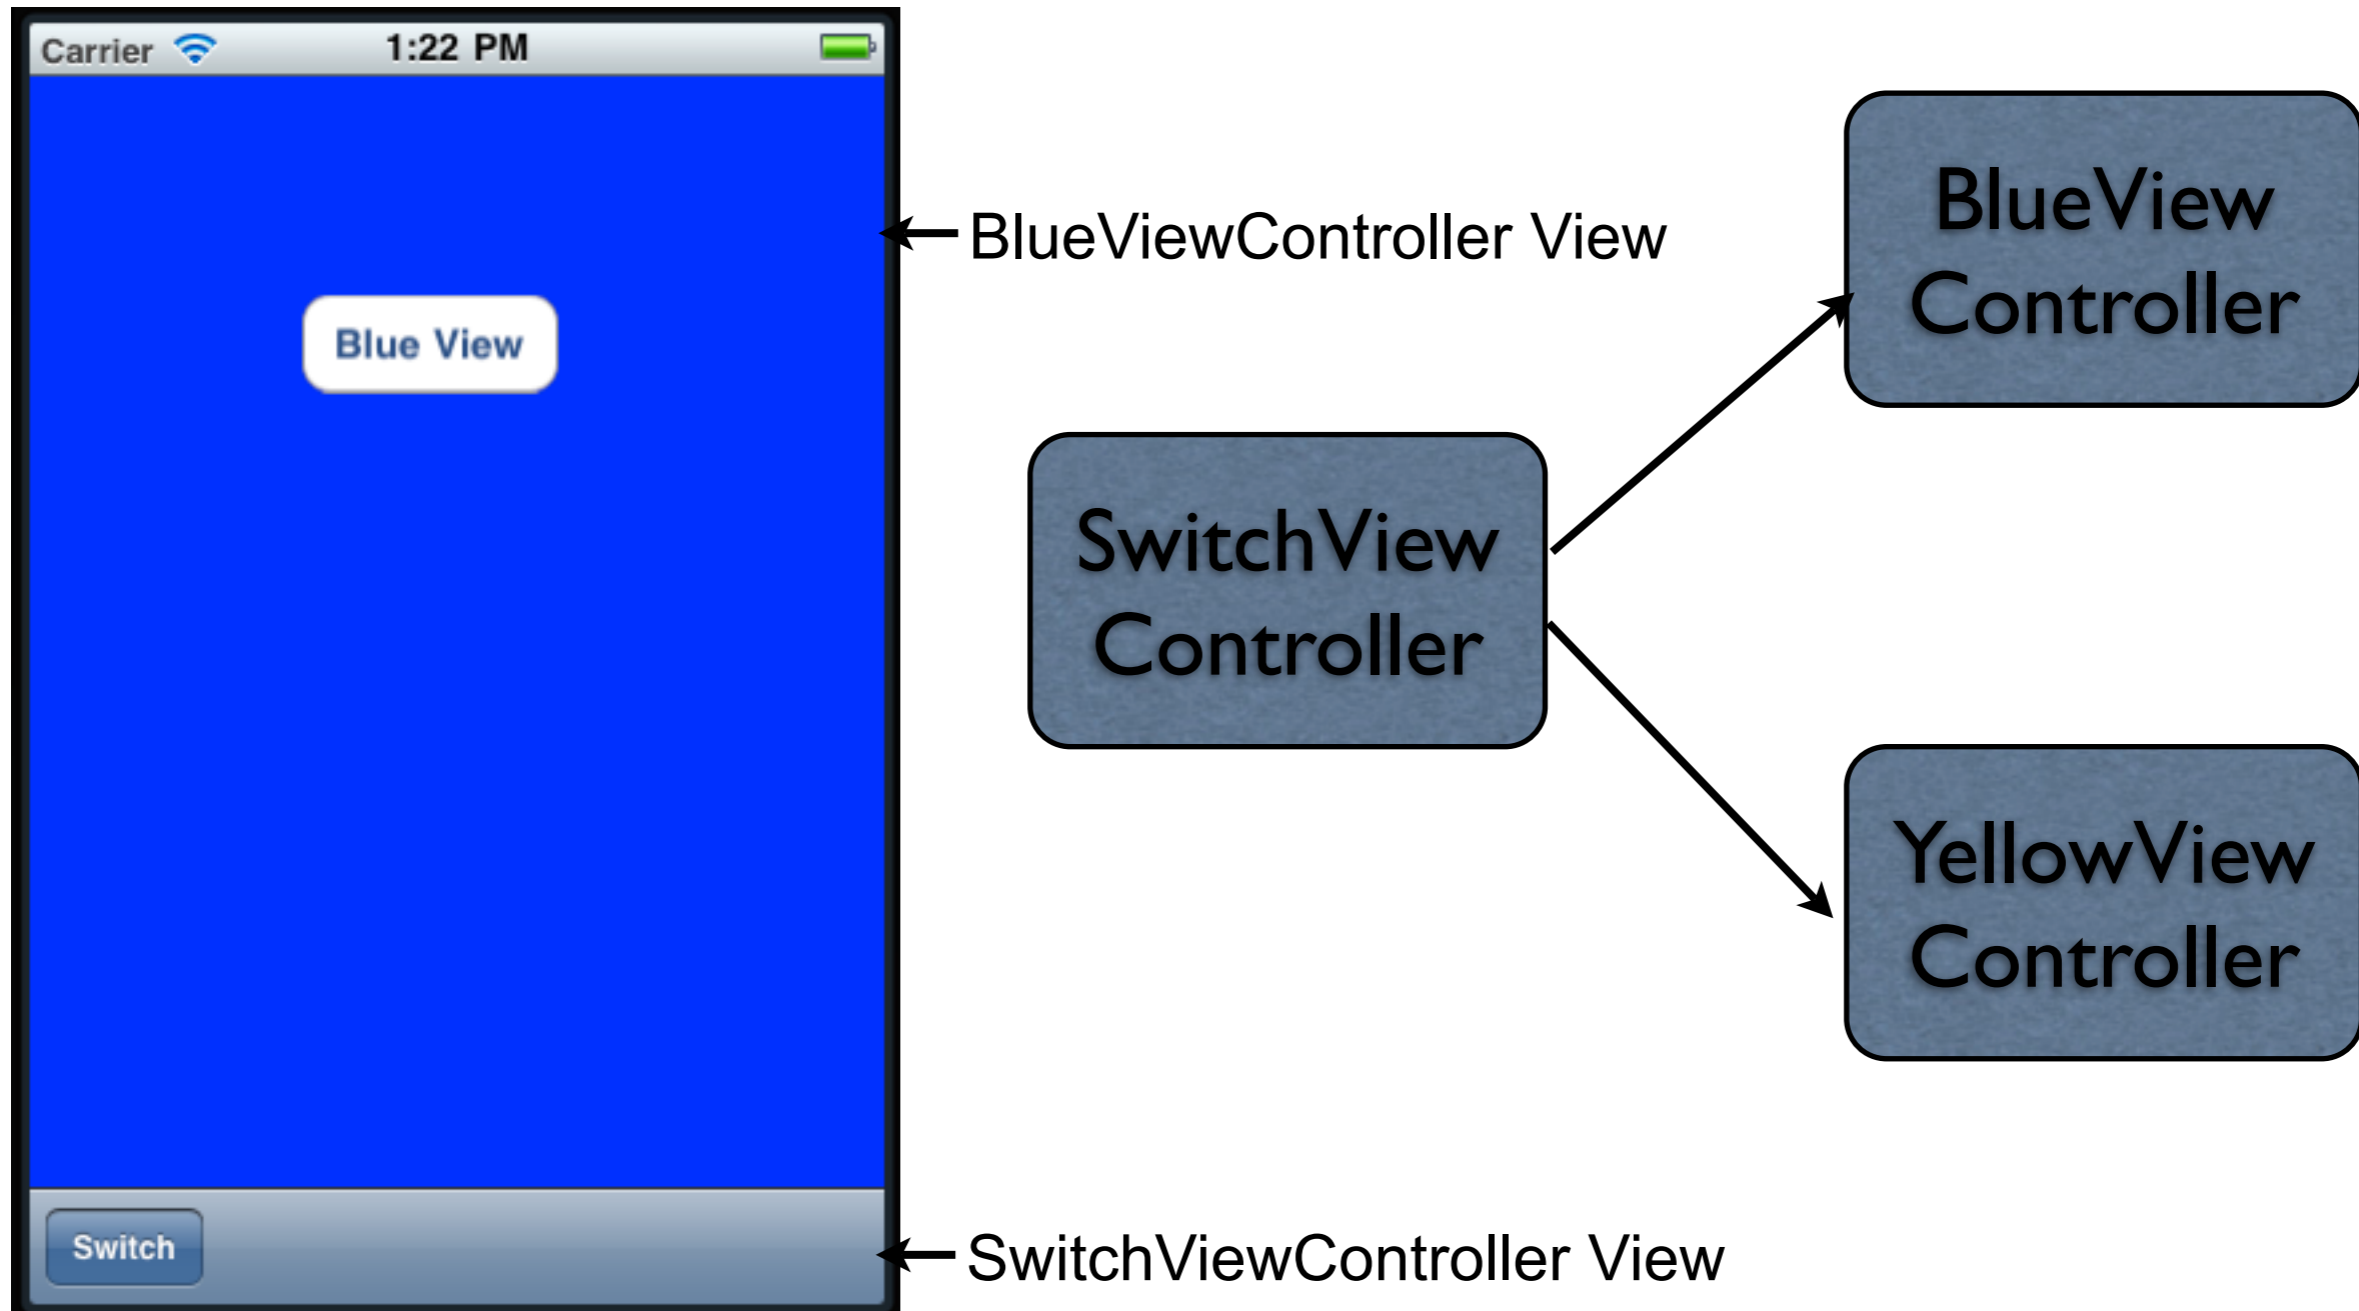 Carrier 1:22 PM
Blue View
Switch
BlueViewController View
SwitchViewController View
SwitchView
Controller
BlueView
Controller
YellowView
Controller